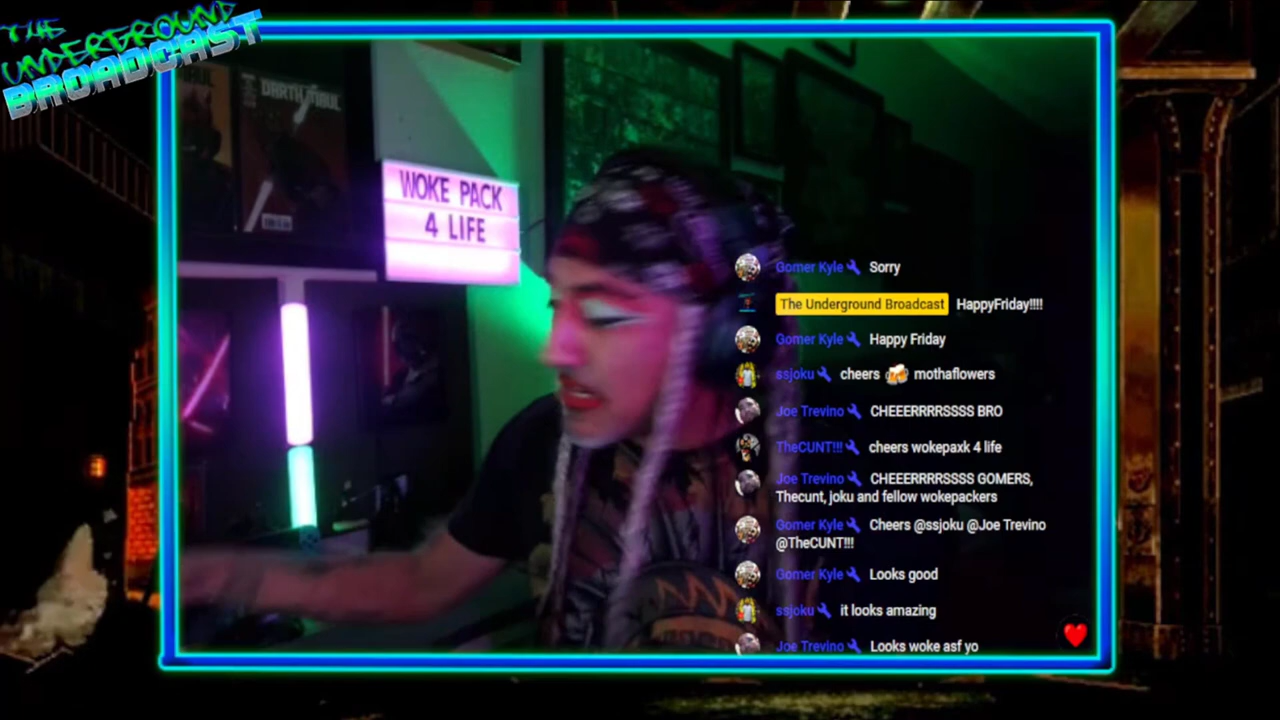 THE
UNDERGROUND
BROADCAST
DARTH MAUL
WOKE PACK
4 LIFE
Gomer Kyle Sorry
The Underground Broadcast HappyFriday!!!!
Gomer Kyle Happy Friday
ssjoku cheers 🍻 mothaflowers
Joe Trevino CHEEERRRRSSSS BRO
TheCUNT!!! cheers wokepaxk 4 life
Joe Trevino CHEEERRRRSSSS GOMERS,
Thecunt, joku and fellow wokepackers
Gomer Kyle Cheers @ssjoku @Joe Trevino
@TheCUNT!!!
Gomer Kyle Looks good
ssjoku it looks amazing
Joe Trevino Looks woke asf yo